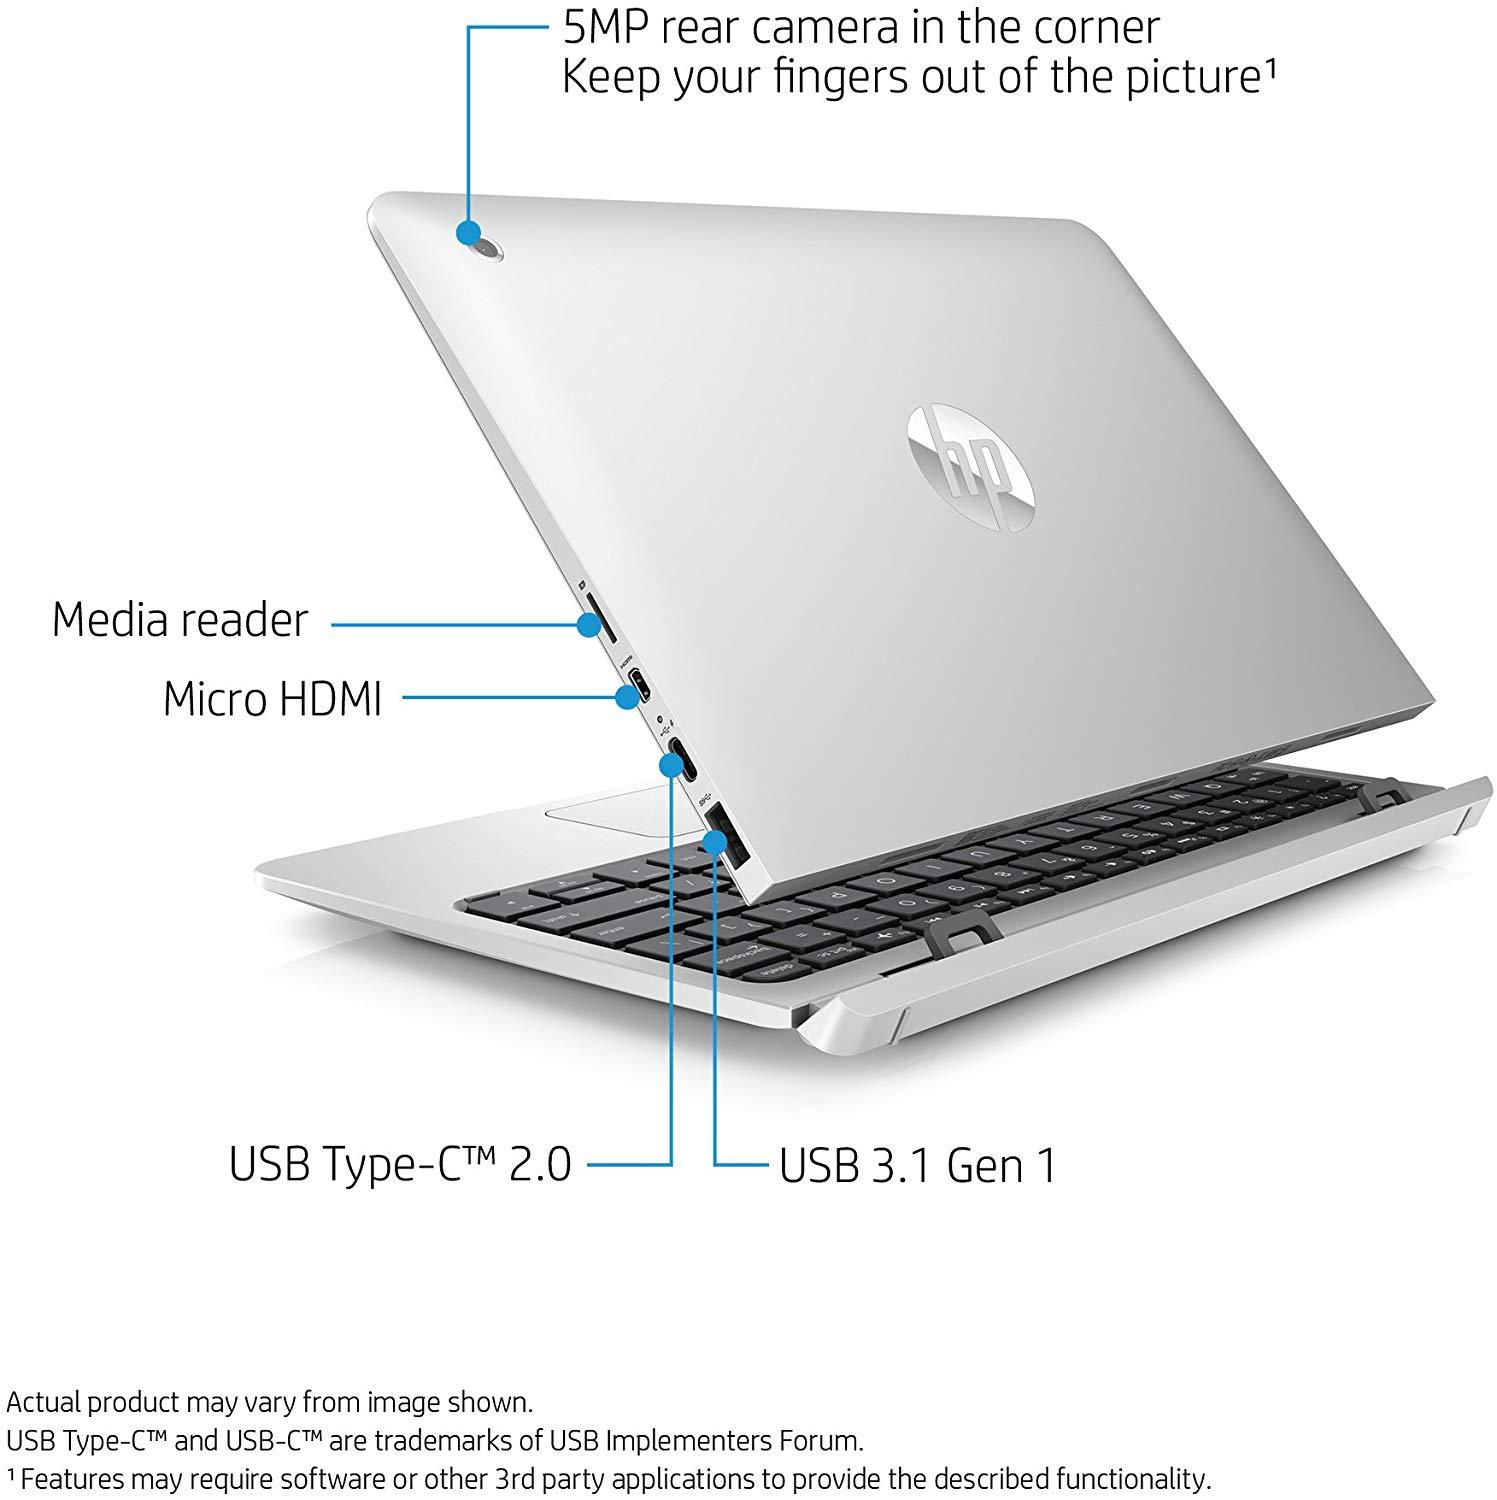 5MP rear camera in the corner
Keep your fingers out of the picture¹
hp
Media reader
Micro HDMI
USB Type-C™ 2.0
USB 3.1 Gen 1
Actual product may vary from image shown.
USB Type-C™ and USB-C™ are trademarks of USB Implementers Forum.
¹ Features may require software or other 3rd party applications to provide the described functionality.